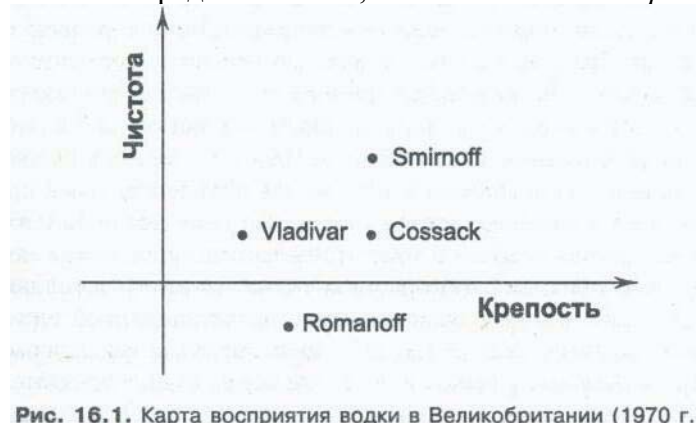 Чистота
• Smirnoff
• Vladivar • Cossack
Крепость
• Romanoff
Рис. 16.1. Карта восприятия водки в Великобритании (1970 г.